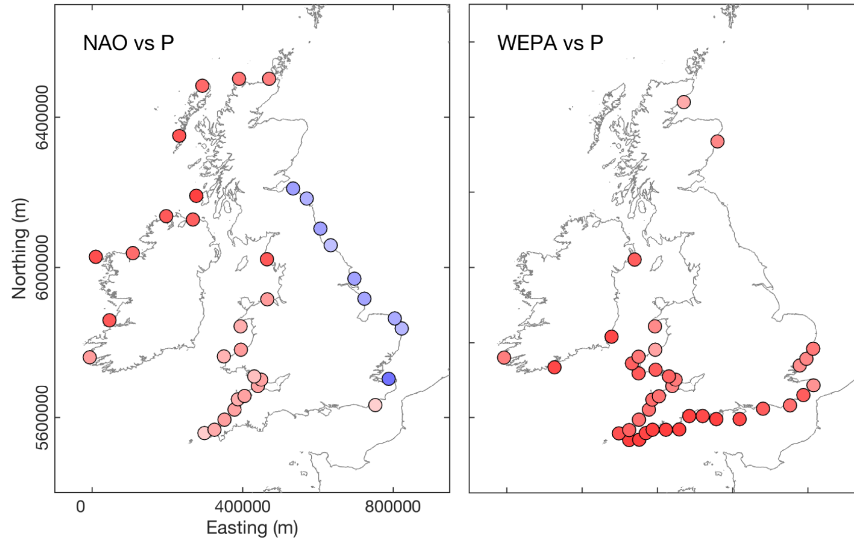 NAO vs P
WEPA vs P
6400000
6000000
5600000
Northing (m)
0
400000
800000
Easting (m)